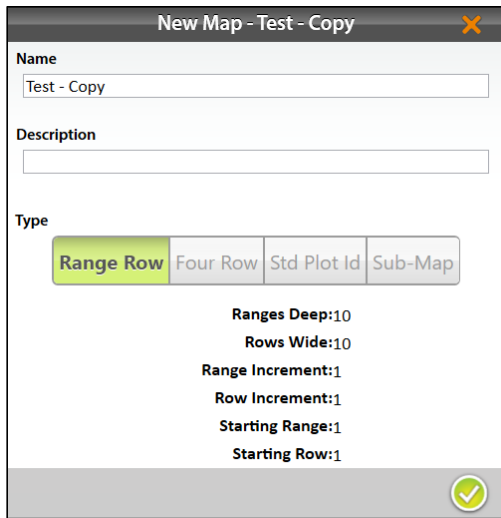 New Map - Test - Copy
Name
Test - Copy
Description
Type
Range Row Four Row Std Plot Id Sub-Map
Ranges Deep:10
Rows Wide:10
Range Increment:1
Row Increment:1
Starting Range:1
Starting Row:1